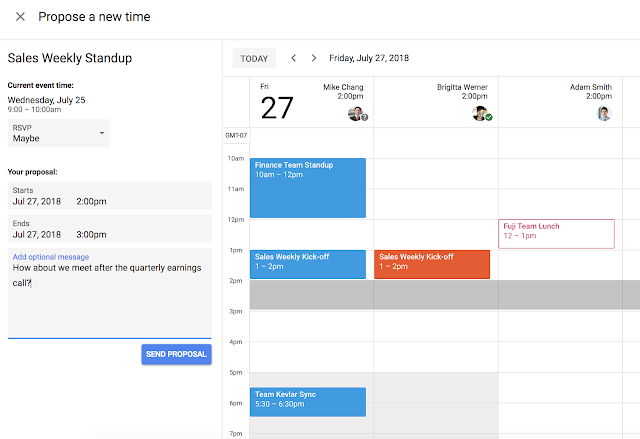 Propose a new time
Sales Weekly Standup
Current event time:
Wednesday, July 25
9:00 – 10:00am
RSVP
Maybe
Your proposal:
Starts
Jul 27, 2018 2:00pm
Ends
Jul 27, 2018 3:00pm
Add optional message
How about we meet after the quarterly earnings
call?
SEND PROPOSAL
TODAY
Friday, July 27, 2018
Fri
27
Mike Chang
2:00pm
Brigitta Werner
2:00pm
Adam Smith
2:00pm
GMT-07
10am
11am
12pm
1pm
2pm
3pm
4pm
5pm
6pm
7pm
Finance Team Standup
10am – 12pm
Fuji Team Lunch
12 – 1pm
Sales Weekly Kick-off
1 – 2pm
Sales Weekly Kick-off
1 – 2pm
Team Kevlar Sync
5:30 – 6:30pm